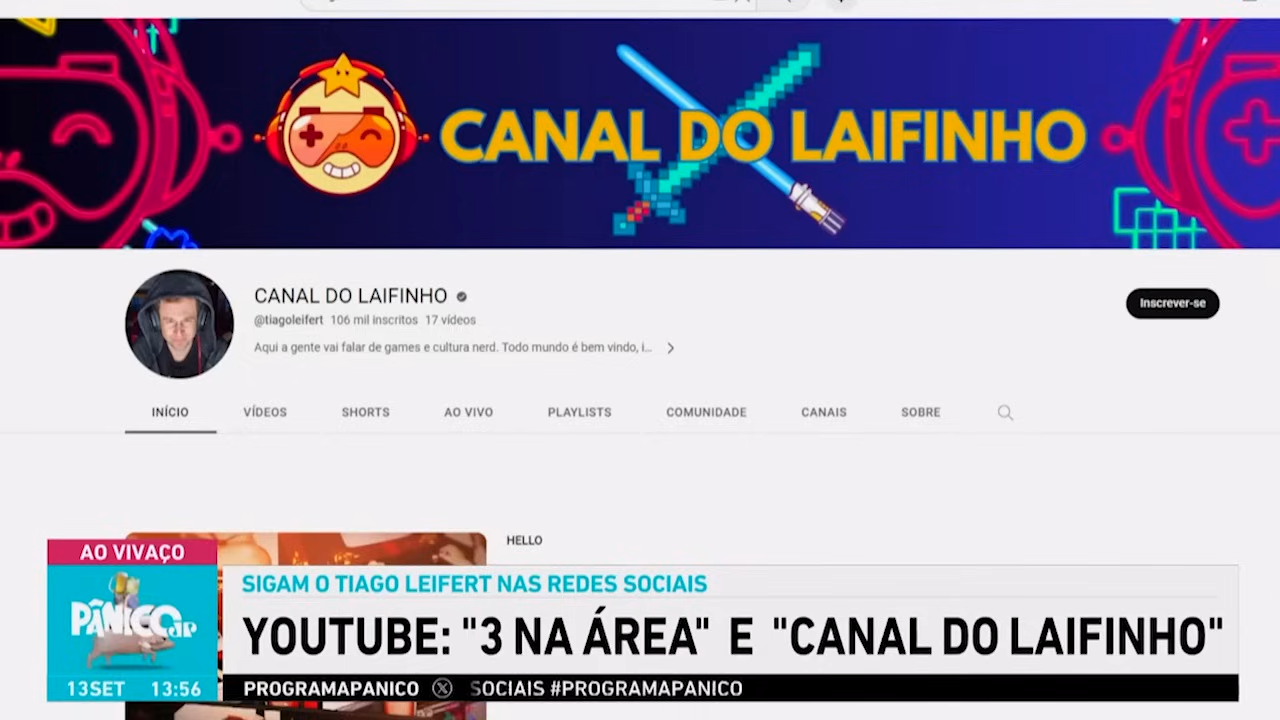 CANAL DO LAIFINHO
CANAL DO LAIFINHO
@tiagoleifert 106 mil inscritos 17 vídeos
Inscrever-se
Aqui a gente vai falar de games e cultura nerd. Todo mundo é bem vindo, i...
INÍCIO VÍDEOS SHORTS AO VIVO PLAYLISTS COMUNIDADE CANAIS SOBRE
HELLO
AO VIVAÇO
PÂNICO JP
SIGAM O TIAGO LEIFERT NAS REDES SOCIAIS
YOUTUBE: "3 NA ÁREA" E "CANAL DO LAIFINHO"
13SET 13:56
PROGRAMAPANICO SOCIAIS #PROGRAMAPANICO